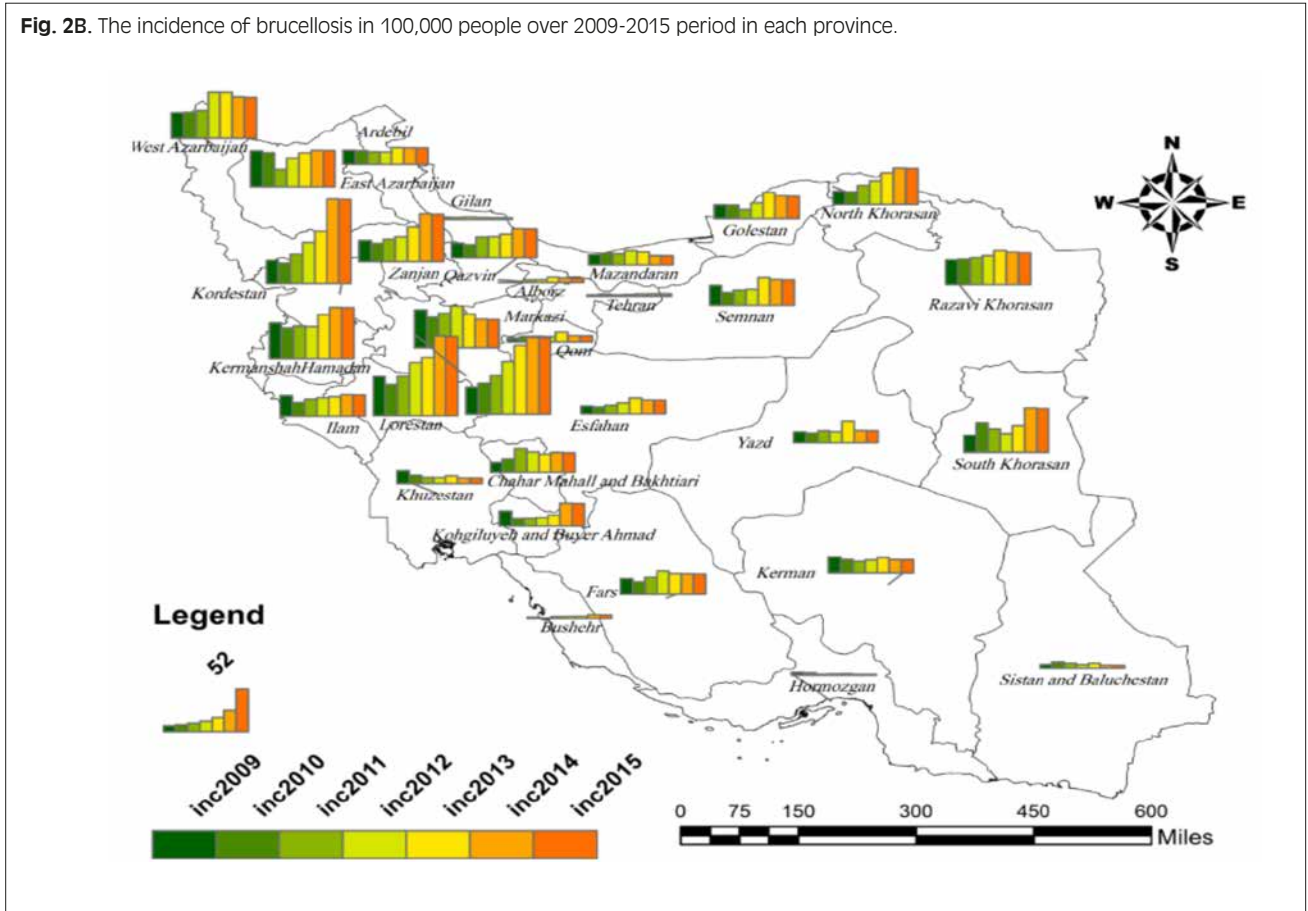 Fig. 2B. The incidence of brucellosis in 100,000 people over 2009-2015 period in each province.
Ardebil
West Azarbaijan
East Azarbaijan
Gilan
N
W
E
S
Golestan
North Khorasan
Zanjan
Qazvin
Mazandaran
Kordestan
Alborz
Tehran
Razavi Khorasan
Markazi
Semnan
Qom
Kermanshah
Hamadan
Ilam
Lorestan
Esfahan
Yazd
South Khorasan
Chahar Mahall and Bakhtiari
Khuzestan
Kohgiluyeh and Buyer Ahmad
Kerman
Fars
Bushehr
Sistan and Baluchestan
Hormozgan
Legend
52
inc2009
inc2010
inc2011
inc2012
inc2013
inc2014
inc2015
0 75 150 300 450 600
Miles